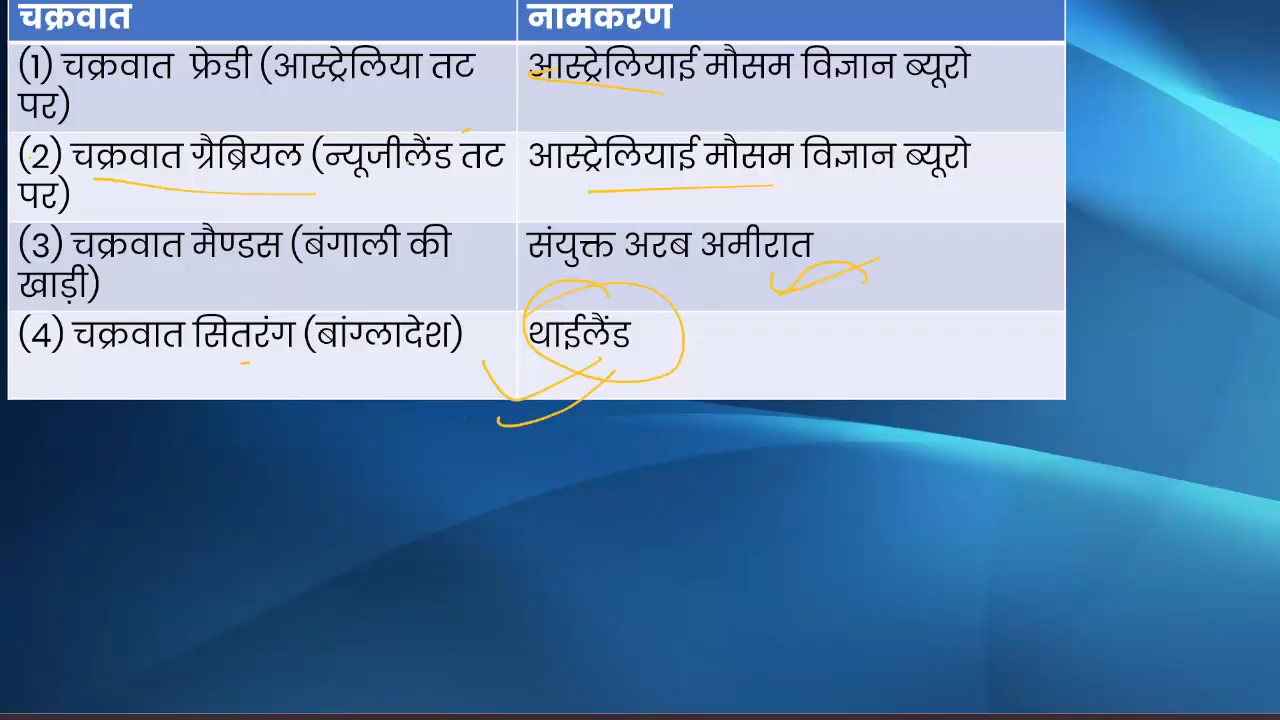 चक्रवात नामकरण
(1) चक्रवात फ्रेडी (आस्ट्रेलिया तट आस्ट्रेलियाई मौसम विज्ञान ब्यूरो
पर)
(2) चक्रवात ग्रैब्रियल (न्यूजीलैंड तट आस्ट्रेलियाई मौसम विज्ञान ब्यूरो
पर)
(3) चक्रवात मैण्डस (बंगाली की संयुक्त अरब अमीरात
खाड़ी)
(4) चक्रवात सितरंग (बांग्लादेश) थाईलैंड